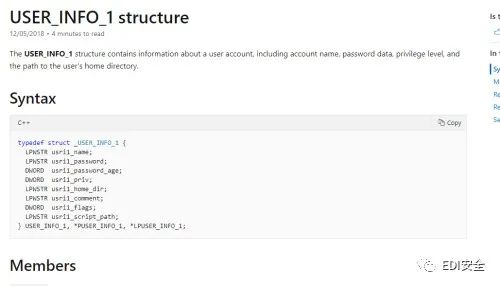 USER_INFO_1 structure
Is t
12/05/2018 • 4 minutes to read
The USER_INFO_1 structure contains information about a user account, including account name, password data, privilege level, and
the path to the user's home directory.
In t
Sy
M
Re
Re
Se
Syntax
C++
Copy
typedef struct _USER_INFO_1 {
  LPWSTR usri1_name;
  LPWSTR usri1_password;
  DWORD  usri1_password_age;
  DWORD  usri1_priv;
  LPWSTR usri1_home_dir;
  LPWSTR usri1_comment;
  DWORD  usri1_flags;
  LPWSTR usri1_script_path;
} USER_INFO_1, *PUSER_INFO_1, *LPUSER_INFO_1;
Members
EDI安全